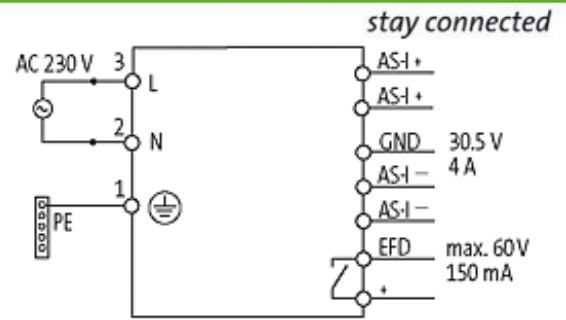 stay connected
AC 230 V
3
L
2
N
1
PE
AS-I +
AS-I +
GND
AS-I −
AS-I −
EFD
+
30.5 V
4 A
max. 60 V
150 mA